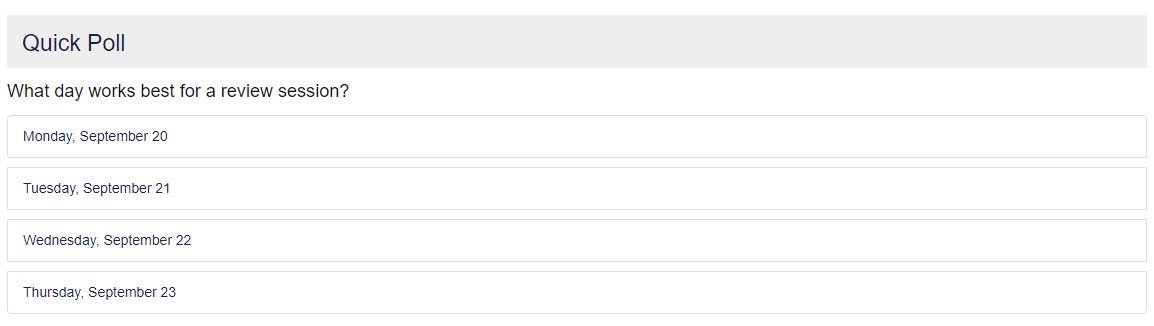 Quick Poll
What day works best for a review session?
Monday, September 20
Tuesday, September 21
Wednesday, September 22
Thursday, September 23